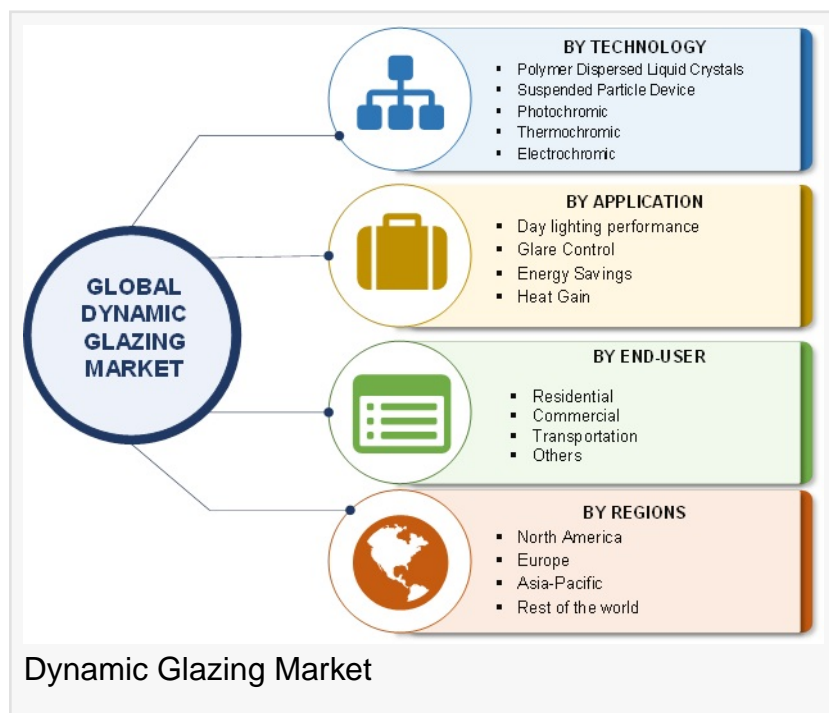 GLOBAL
DYNAMIC
GLAZING
MARKET
BY TECHNOLOGY
▪ Polymer Dispersed Liquid Crystals
▪ Suspended Particle Device
▪ Photochromic
▪ Thermochromic
▪ Electrochromic
BY APPLICATION
▪ Day lighting performance
▪ Glare Control
▪ Energy Savings
▪ Heat Gain
BY END-USER
▪ Residential
▪ Commercial
▪ Transportation
▪ Others
BY REGIONS
▪ North America
▪ Europe
▪ Asia-Pacific
▪ Rest of the world
Dynamic Glazing Market